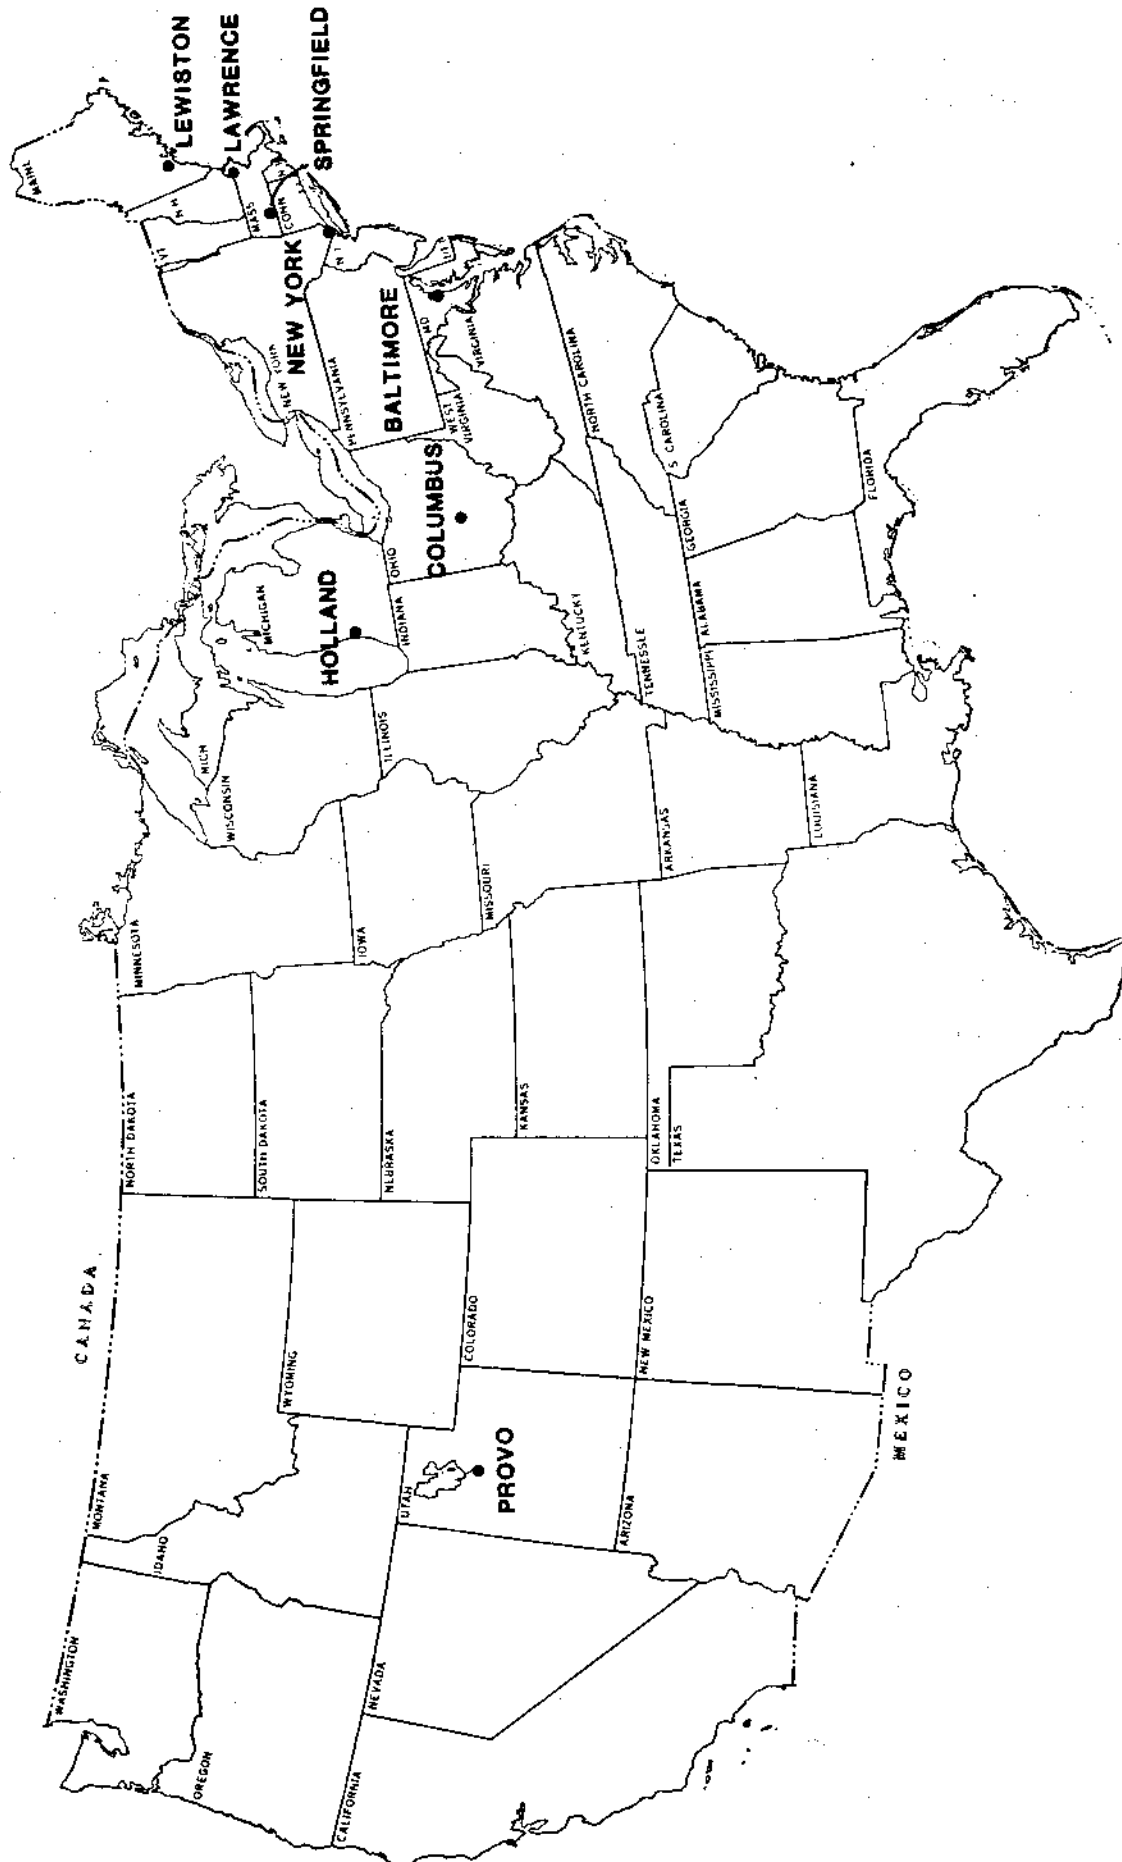 CANADA
WASHINGTON
MONTANA
NORTH DAKOTA
MINNESOTA
MAINE
LEWISTON
LAWRENCE
SPRINGFIELD
OREGON
IDAHO
WYOMING
SOUTH DAKOTA
WISCONSIN
MICH
MICHIGAN
VT
N H
MASS
CONN
NEW YORK
NEW YORK
N J
CALIFORNIA
NEVADA
UTAH
PROVO
COLORADO
NEBRASKA
IOWA
ILLINOIS
HOLLAND
INDIANA
OHIO
COLUMBUS
PENNSYLVANIA
BALTIMORE
MD
DEL
WEST
VIRGINIA
VIRGINIA
KANSAS
MISSOURI
KENTUCKY
ARIZONA
NEW MEXICO
OKLAHOMA
TEXAS
ARKANSAS
TENNESSEE
NORTH CAROLINA
S CAROLINA
MISSISSIPPI
ALABAMA
GEORGIA
LOUISIANA
FLORIDA
MEXICO